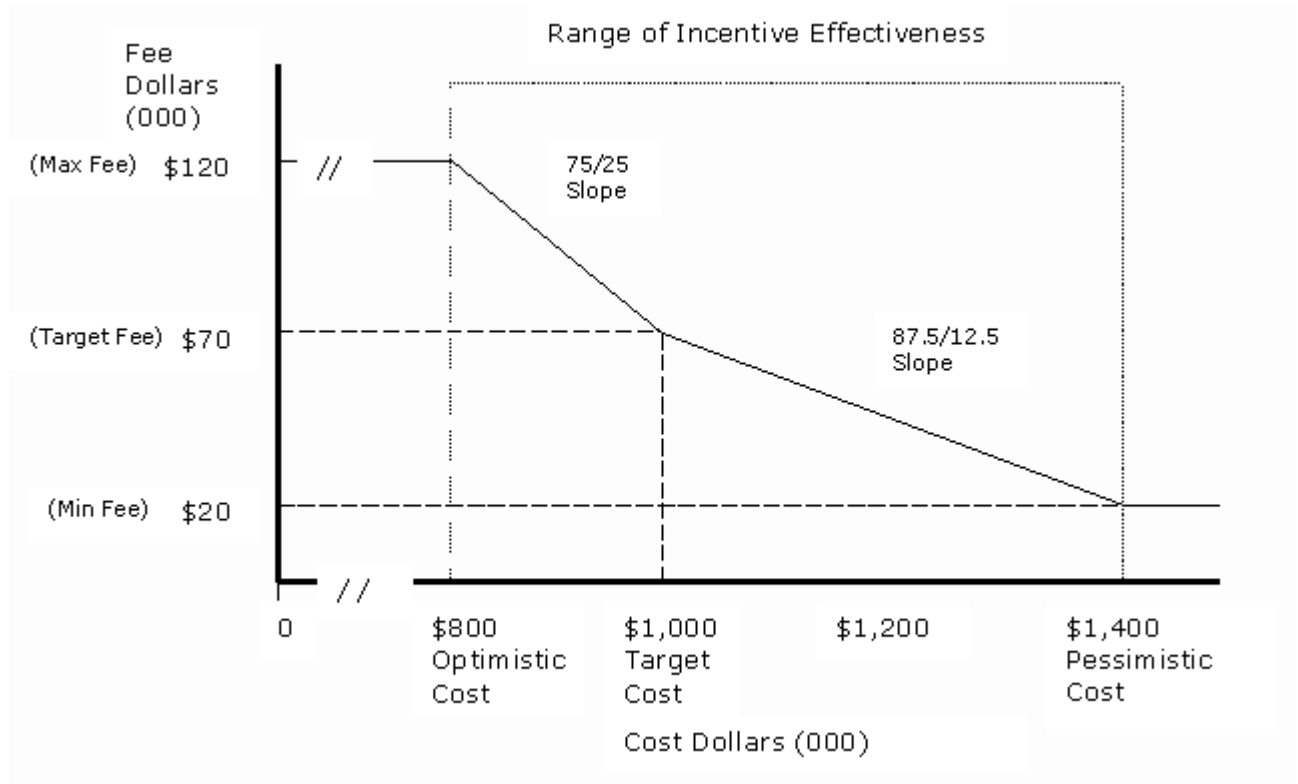 Range of Incentive Effectiveness
Fee
Dollars
(000)
(Max Fee) $120
//
75/25
Slope
(Target Fee) $70
87.5/12.5
Slope
(Min Fee) $20
//
0 $800 $1,000 $1,200 $1,400
Optimistic Target Pessimistic
Cost Cost Cost
Cost Dollars (000)